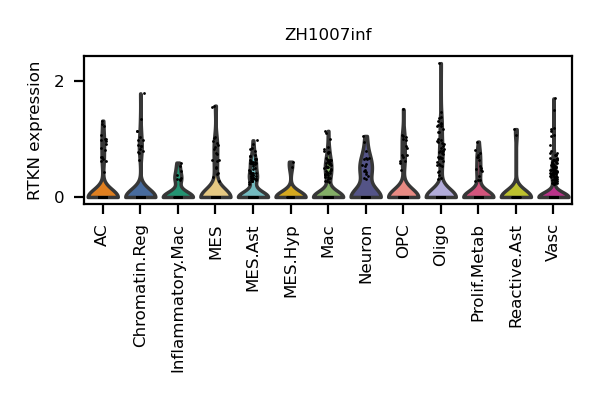 ZH1007inf
RTKN expression
2
0
AC
Chromatin.Reg
Inflammatory.Mac
MES
MES.Ast
MES.Hyp
Mac
Neuron
OPC
Oligo
Prolif.Metab
Reactive.Ast
Vasc